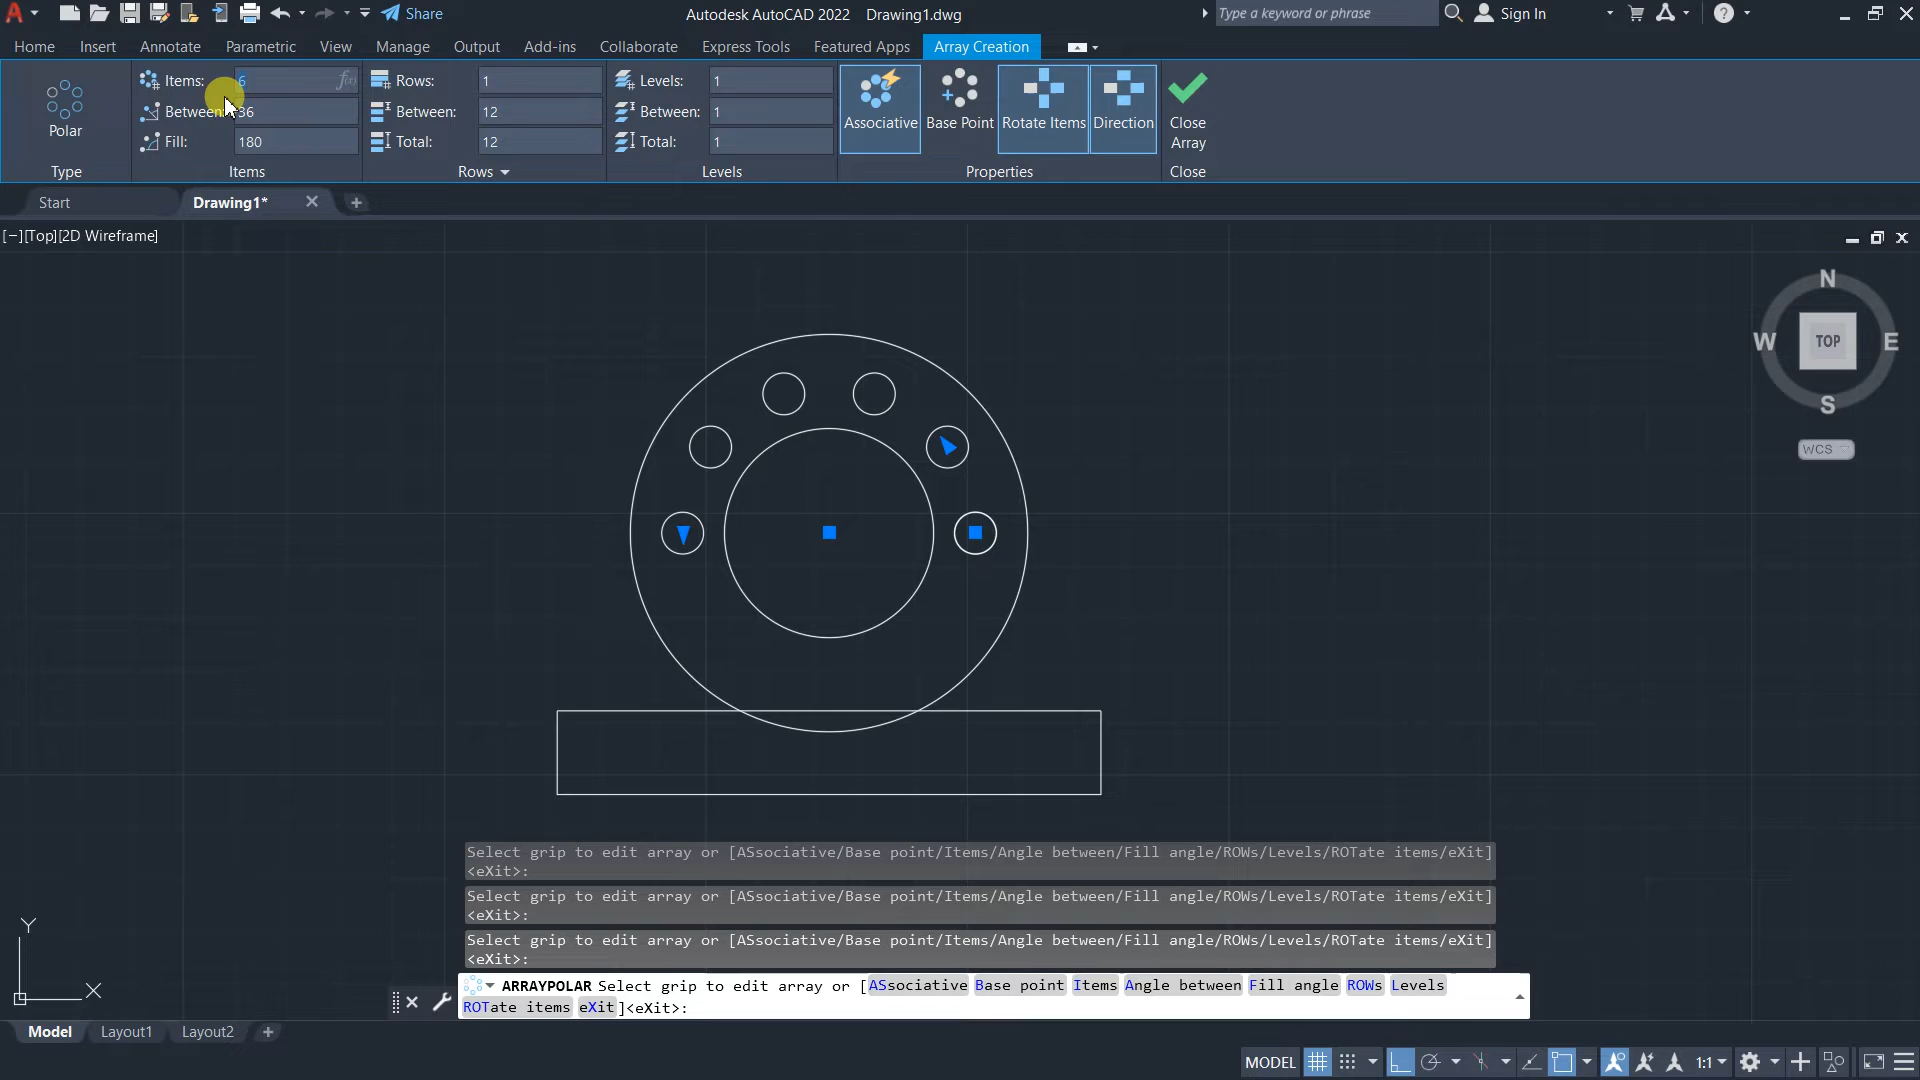 A Share Autodesk AutoCAD 2022 Drawing1.dwg Type a keyword or phrase Sign In ?
Home Insert Annotate Parametric View Manage Output Add-ins Collaborate Express Tools Featured Apps Array Creation
Items: 6 f(x) Rows: 1 Levels: 1
Between: 36 Between: 12 Between: 1
Fill: 180 Total: 12 Total: 1
Polar
Associative Base Point Rotate Items Direction Close
Array
Type Items Rows Levels Properties Close
Start Drawing1* +
[−][Top][2D Wireframe]
N
W TOP E
S
WCS
Select grip to edit array or [ASsociative/Base point/Items/Angle between/Fill angle/ROWs/Levels/ROTate items/eXit]
<eXit>:
Select grip to edit array or [ASsociative/Base point/Items/Angle between/Fill angle/ROWs/Levels/ROTate items/eXit]
<eXit>:
Select grip to edit array or [ASsociative/Base point/Items/Angle between/Fill angle/ROWs/Levels/ROTate items/eXit]
<eXit>:
ARRAYPOLAR Select grip to edit array or [ASsociative Base point Items Angle between Fill angle ROWs Levels
ROTate items eXit]<eXit>:
Y
X
Model Layout1 Layout2 +
MODEL 1:1